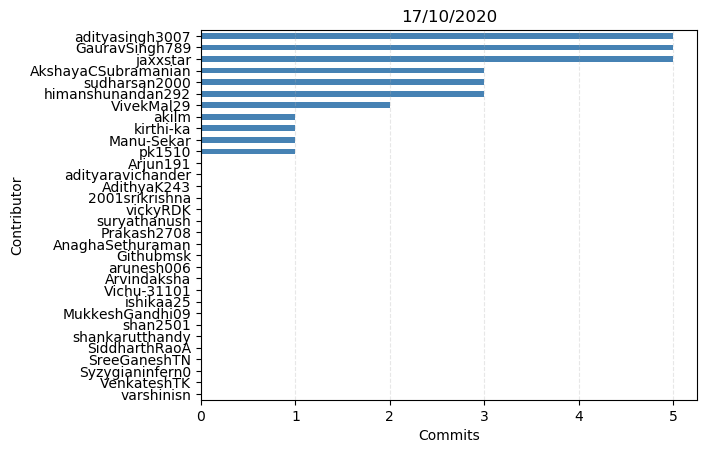 17/10/2020
adityasingh3007
GauravSingh789
jaxxstar
AkshayaCSubramanian
sudharsan2000
himanshunandan292
VivekMal29
akilm
kirthi-ka
Manu-Sekar
pk1510
Arjun191
adityaravichander
AdithyaK243
2001srikrishna
vickyRDK
suryathanush
Prakash2708
AnaghaSethuraman
Githubmsk
arunesh006
Arvindaksha
Vichu-31101
ishikaa25
MukkeshGandhi09
shan2501
shankarutthandy
SiddharthRaoA
SreeGaneshTN
Syzygianinfern0
VenkateshTK
varshinisn
Contributor
0 1 2 3 4 5
Commits